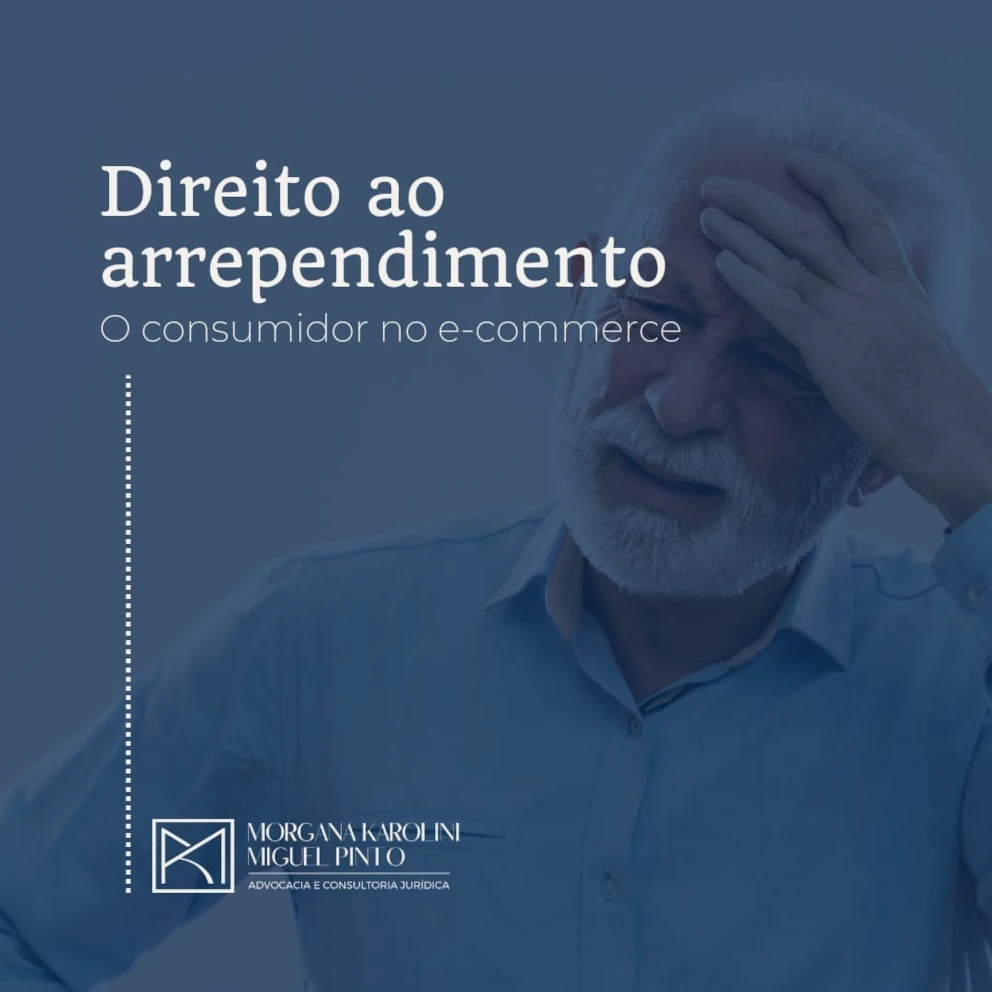 Direito ao
arrependimento
O consumidor no e-commerce
MORGANA KAROLINI
MIGUEL PINTO
ADVOCACIA E CONSULTORIA JURÍDICA